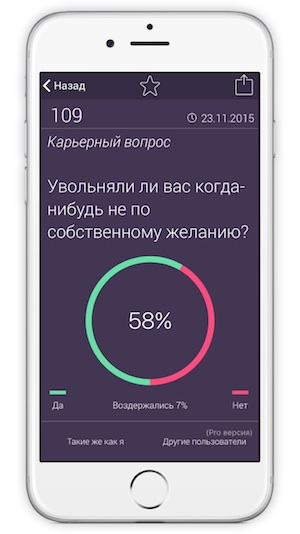 Назад
109 23.11.2015
Карьерный вопрос
Увольняли ли вас когда-
нибудь не по
собственному желанию?
58%
Да Воздержались 7% Нет
(Pro версия)
Такие же как я Другие пользователи